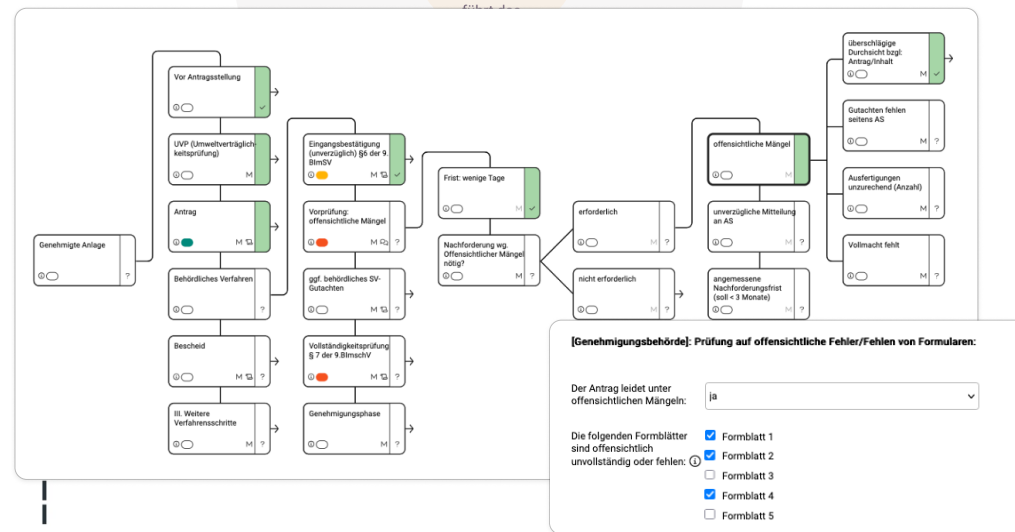 führt das
Vor Antragsstellung
UVP (Umweltverträglich-
keitsprüfung)
M
Antrag
M
?
Genehmigte Anlage
?
Behördliches Verfahren
?
Bescheid
M
?
III. Weitere
Verfahrensschritte
M
?
Eingangsbestätigung
(unverzüglich) §6 der 9.
BImSV
M
Vorprüfung:
offensichtliche Mängel
M
?
ggf. behördliches SV-
Gutachten
M
?
Vollständigkeitsprüfung
§ 7 der 9.BImschV
M
?
Genehmigungsphase
M
?
Frist: wenige Tage
M
Nachforderung wg.
Offensichtlicher Mängel
nötig?
M
?
erforderlich
M
?
nicht erforderlich
M
?
offensichtliche Mängel
M
unverzügliche Mitteilung
an AS
M
?
angemessene
Nachforderungsfrist
(soll < 3 Monate)
M
?
überschlägige
Durchsicht bzgl:
Antrag/Inhalt
M
Gutachten fehlen
seitens AS
M
?
Ausfertigungen
unzurechend (Anzahl)
M
?
Vollmacht fehlt
M
?
[Genehmigungsbehörde]: Prüfung auf offensichtliche Fehler/Fehlen von Formularen:
Der Antrag leidet unter
offensichtlichen Mängeln:
ja
Die folgenden Formblätter
sind offensichtlich
unvollständig oder fehlen:
Formblatt 1
Formblatt 2
Formblatt 3
Formblatt 4
Formblatt 5